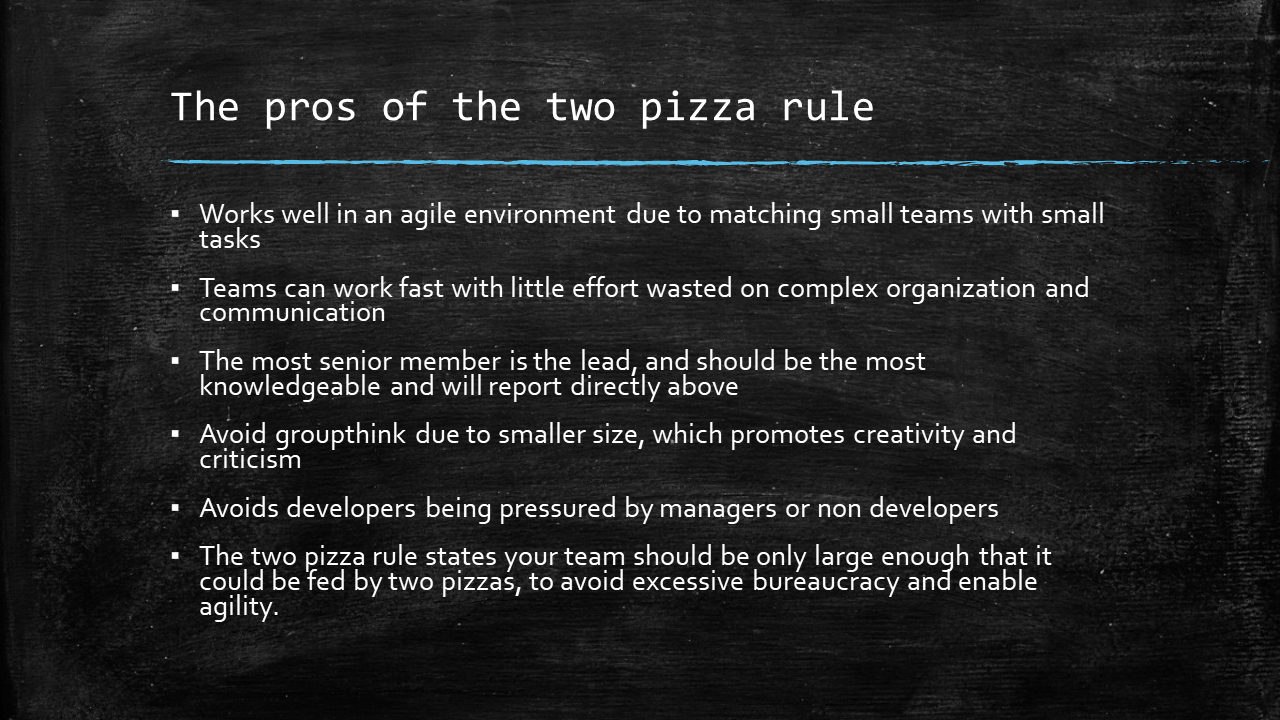 The pros of the two pizza rule
▪ Works well in an agile environment due to matching small teams with small
tasks
▪ Teams can work fast with little effort wasted on complex organization and
communication
▪ The most senior member is the lead, and should be the most
knowledgeable and will report directly above
▪ Avoid groupthink due to smaller size, which promotes creativity and
criticism
▪ Avoids developers being pressured by managers or non developers
▪ The two pizza rule states your team should be only large enough that it
could be fed by two pizzas, to avoid excessive bureaucracy and enable
agility.